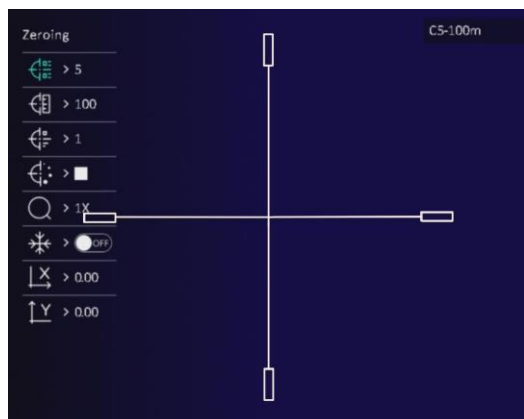 Zeroing
C5-100m
> 5
> 100
> 1
>
> 1X
> OFF
X > 0.00
Y > 0.00